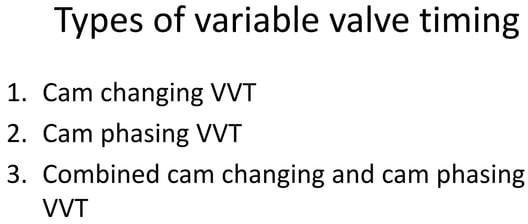 Types of variable valve timing
1. Cam changing VVT
2. Cam phasing VVT
3. Combined cam changing and cam phasing
VVT